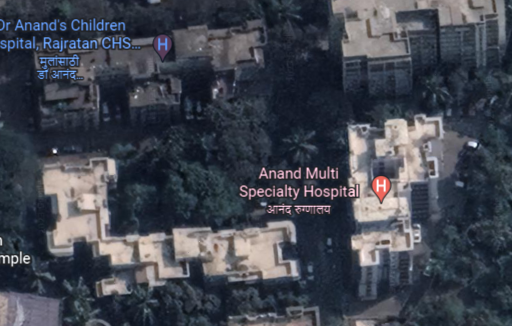 Dr Anand's Children
spital, Rajratan CHS...
मुलांसाठी
डॉ आनंद...
H
Anand Multi
Specialty Hospital
आनंद रुग्णालय
H
mple